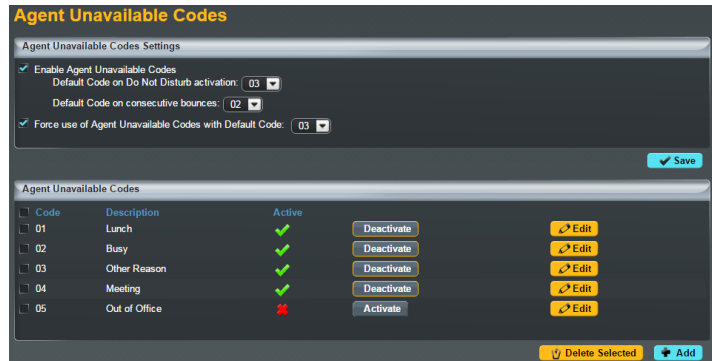 Agent Unavailable Codes
Agent Unavailable Codes Settings
Enable Agent Unavailable Codes
Default Code on Do Not Disturb activation: 03
Default Code on consecutive bounces: 02
Force use of Agent Unavailable Codes with Default Code: 03
Save
Agent Unavailable Codes
Code Description Active
01 Lunch Deactivate Edit
02 Busy Deactivate Edit
03 Other Reason Deactivate Edit
04 Meeting Deactivate Edit
05 Out of Office Activate Edit
Delete Selected Add